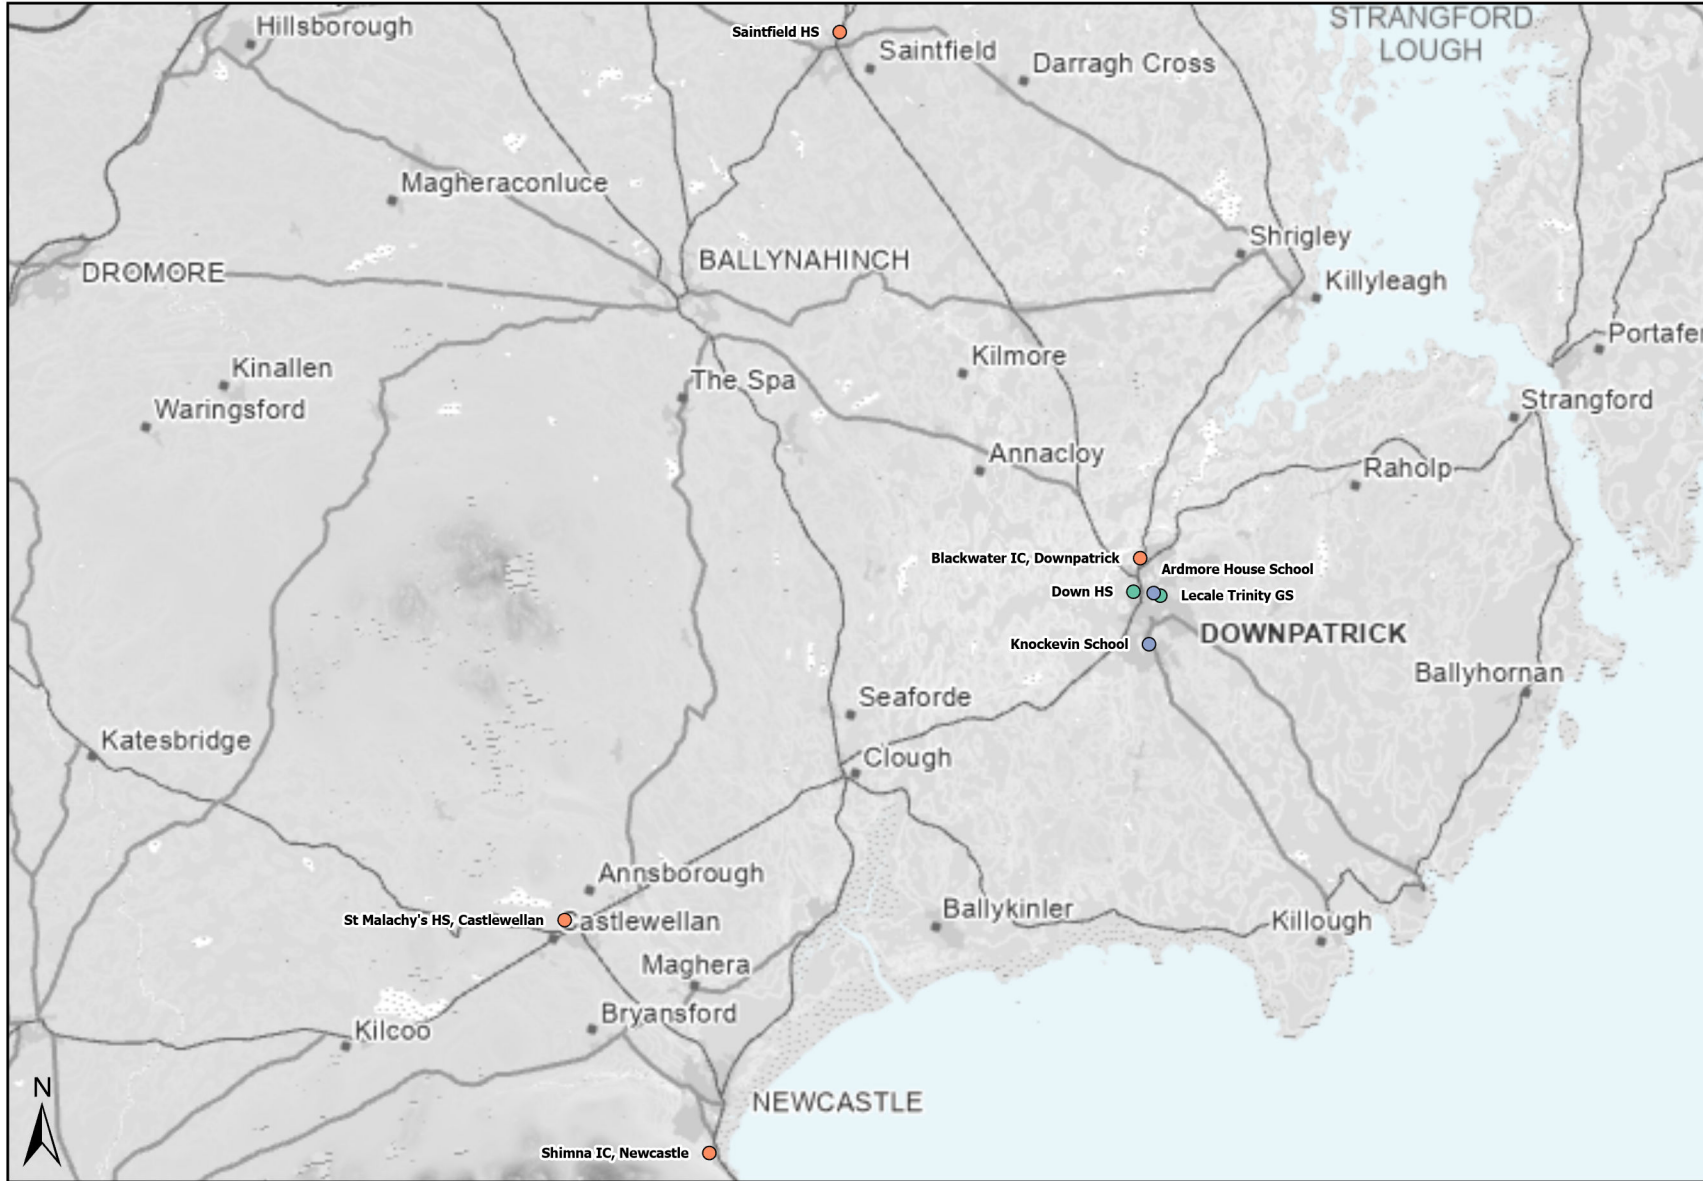 STRANGFORD
LOUGH
Hillsborough
Saintfield HS
Saintfield
Darragh Cross
Magheraconluce
Shrigley
BALLYNAHINCH
DROMORE
Killyleagh
Portafer
Kilmore
Kinallen
The Spa
Strangford
Waringsford
Annacloy
Raholp
Blackwater IC, Downpatrick
Ardmore House School
Down HS
Lecale Trinity GS
DOWNPATRICK
Knockevin School
Ballyhornan
Seaforde
Katesbridge
Clough
Annsborough
Ballykinler
St Malachy's HS, Castlewellan
Castlewellan
Killough
Maghera
Bryansford
Kilcoo
N
NEWCASTLE
Shimna IC, Newcastle